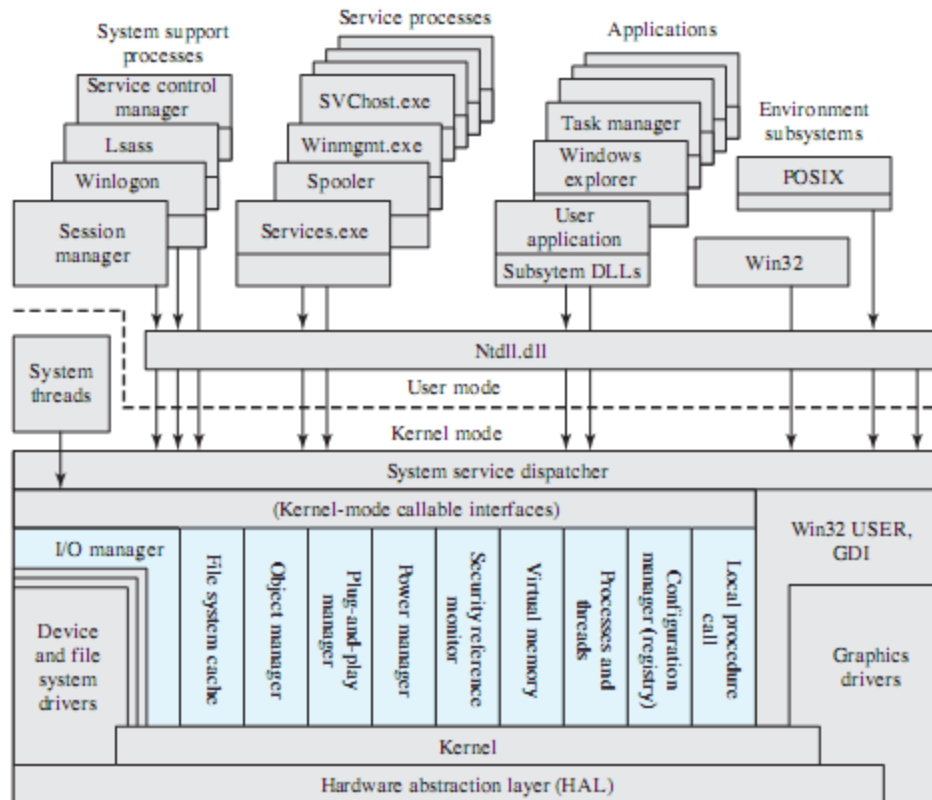 System support
processes
Service control
manager
Lsass
Winlogon
Session
manager
Service processes
SVChost.exe
Winmgmt.exe
Spooler
Services.exe
Applications
Task manager
Windows
explorer
User
application
Subsytem DLLs
Environment
subsystems
POSIX
Win32
System
threads
Ntdll.dll
User mode
Kernel mode
System service dispatcher
(Kernel-mode callable interfaces)
I/O manager
Device
and file
system
drivers
File system cache
Object manager
Plug-and-play
manager
Power manager
Security reference
monitor
Virtual memory
Processes and
threads
Configuration
manager (registry)
Local procedure
call
Win32 USER,
GDI
Graphics
drivers
Kernel
Hardware abstraction layer (HAL)